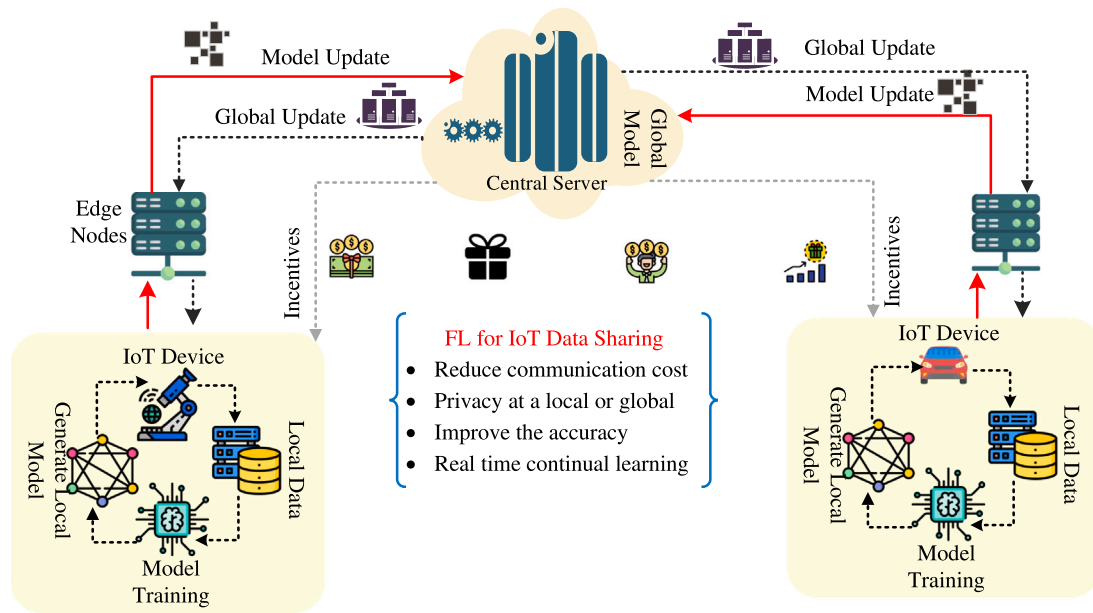 Model Update
Global Update
Global Update
Model Update
Global
Model
Central Server
Edge
Nodes
Incentives
Incentives
FL for IoT Data Sharing
• Reduce communication cost
• Privacy at a local or global
• Improve the accuracy
• Real time continual learning
IoT Device
Generate Local
Model
Local Data
Model
Training
IoT Device
Generate Local
Model
Local Data
Model
Training